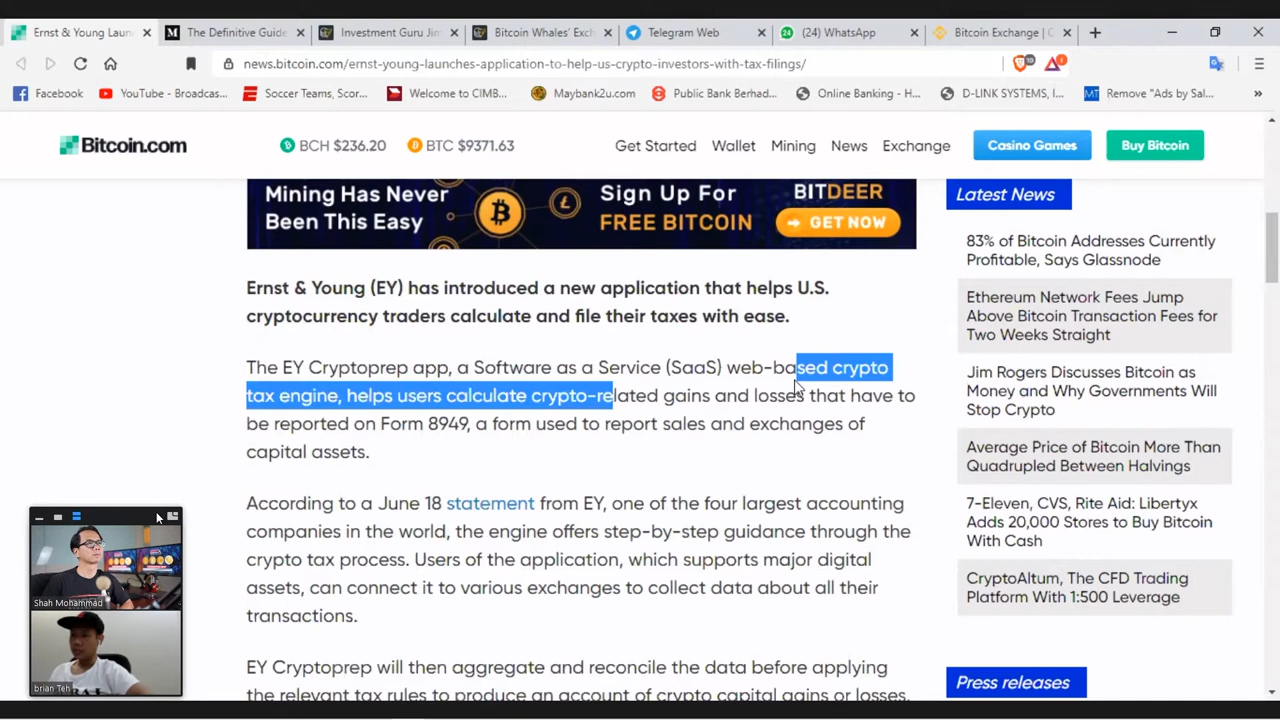 Ernst & Young Laun
The Definitive Guide
Investment Guru Jim
Bitcoin Whales' Exch
Telegram Web
24
(24) WhatsApp
Bitcoin Exchange | C
news.bitcoin.com/ernst-young-launches-application-to-help-us-crypto-investors-with-tax-filings/
Facebook
YouTube - Broadcas...
Soccer Teams, Scor...
Welcome to CIMB...
Maybank2u.com
Public Bank Berhad...
Online Banking - H...
D-LINK SYSTEMS, I...
MT
Remove "Ads by Sal...
Bitcoin.com
BCH $236.20
BTC $9371.63
Get Started
Wallet
Mining
News
Exchange
Casino Games
Buy Bitcoin
Mining Has Never
Been This Easy
Sign Up For
FREE BITCOIN
BITDEER
GET NOW
Ernst & Young (EY) has introduced a new application that helps U.S.
cryptocurrency traders calculate and file their taxes with ease.
The EY Cryptoprep app, a Software as a Service (SaaS) web-based crypto
tax engine, helps users calculate crypto-related gains and losses that have to
be reported on Form 8949, a form used to report sales and exchanges of
capital assets.
According to a June 18 statement from EY, one of the four largest accounting
companies in the world, the engine offers step-by-step guidance through the
crypto tax process. Users of the application, which supports major digital
assets, can connect it to various exchanges to collect data about all their
transactions.
EY Cryptoprep will then aggregate and reconcile the data before applying
the relevant tax rules to produce an account of crypto capital gains or losses.
Latest News
83% of Bitcoin Addresses Currently
Profitable, Says Glassnode
Ethereum Network Fees Jump
Above Bitcoin Transaction Fees for
Two Weeks Straight
Jim Rogers Discusses Bitcoin as
Money and Why Governments Will
Stop Crypto
Average Price of Bitcoin More Than
Quadrupled Between Halvings
7-Eleven, CVS, Rite Aid: Libertyx
Adds 20,000 Stores to Buy Bitcoin
With Cash
CryptoAltum, The CFD Trading
Platform With 1:500 Leverage
Press releases
Shah Mohammad
brian Teh